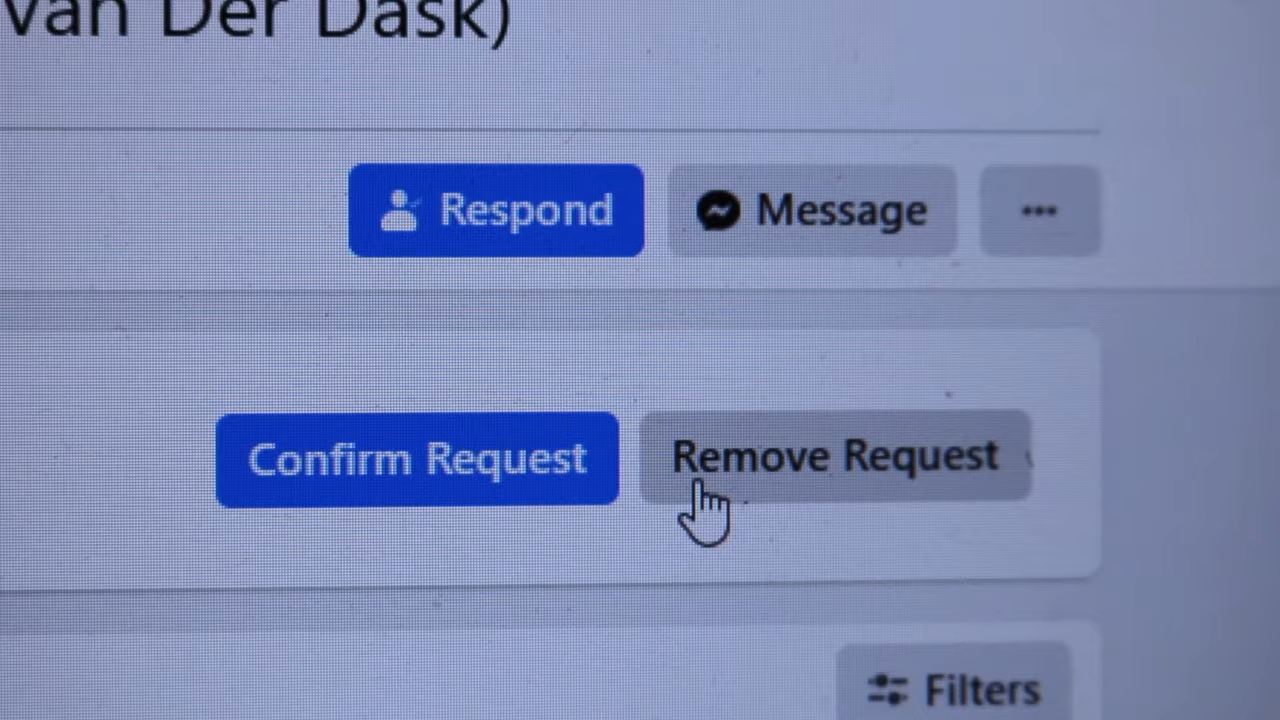 van Der Dask)
Respond
Message
Confirm Request
Remove Request
Filters